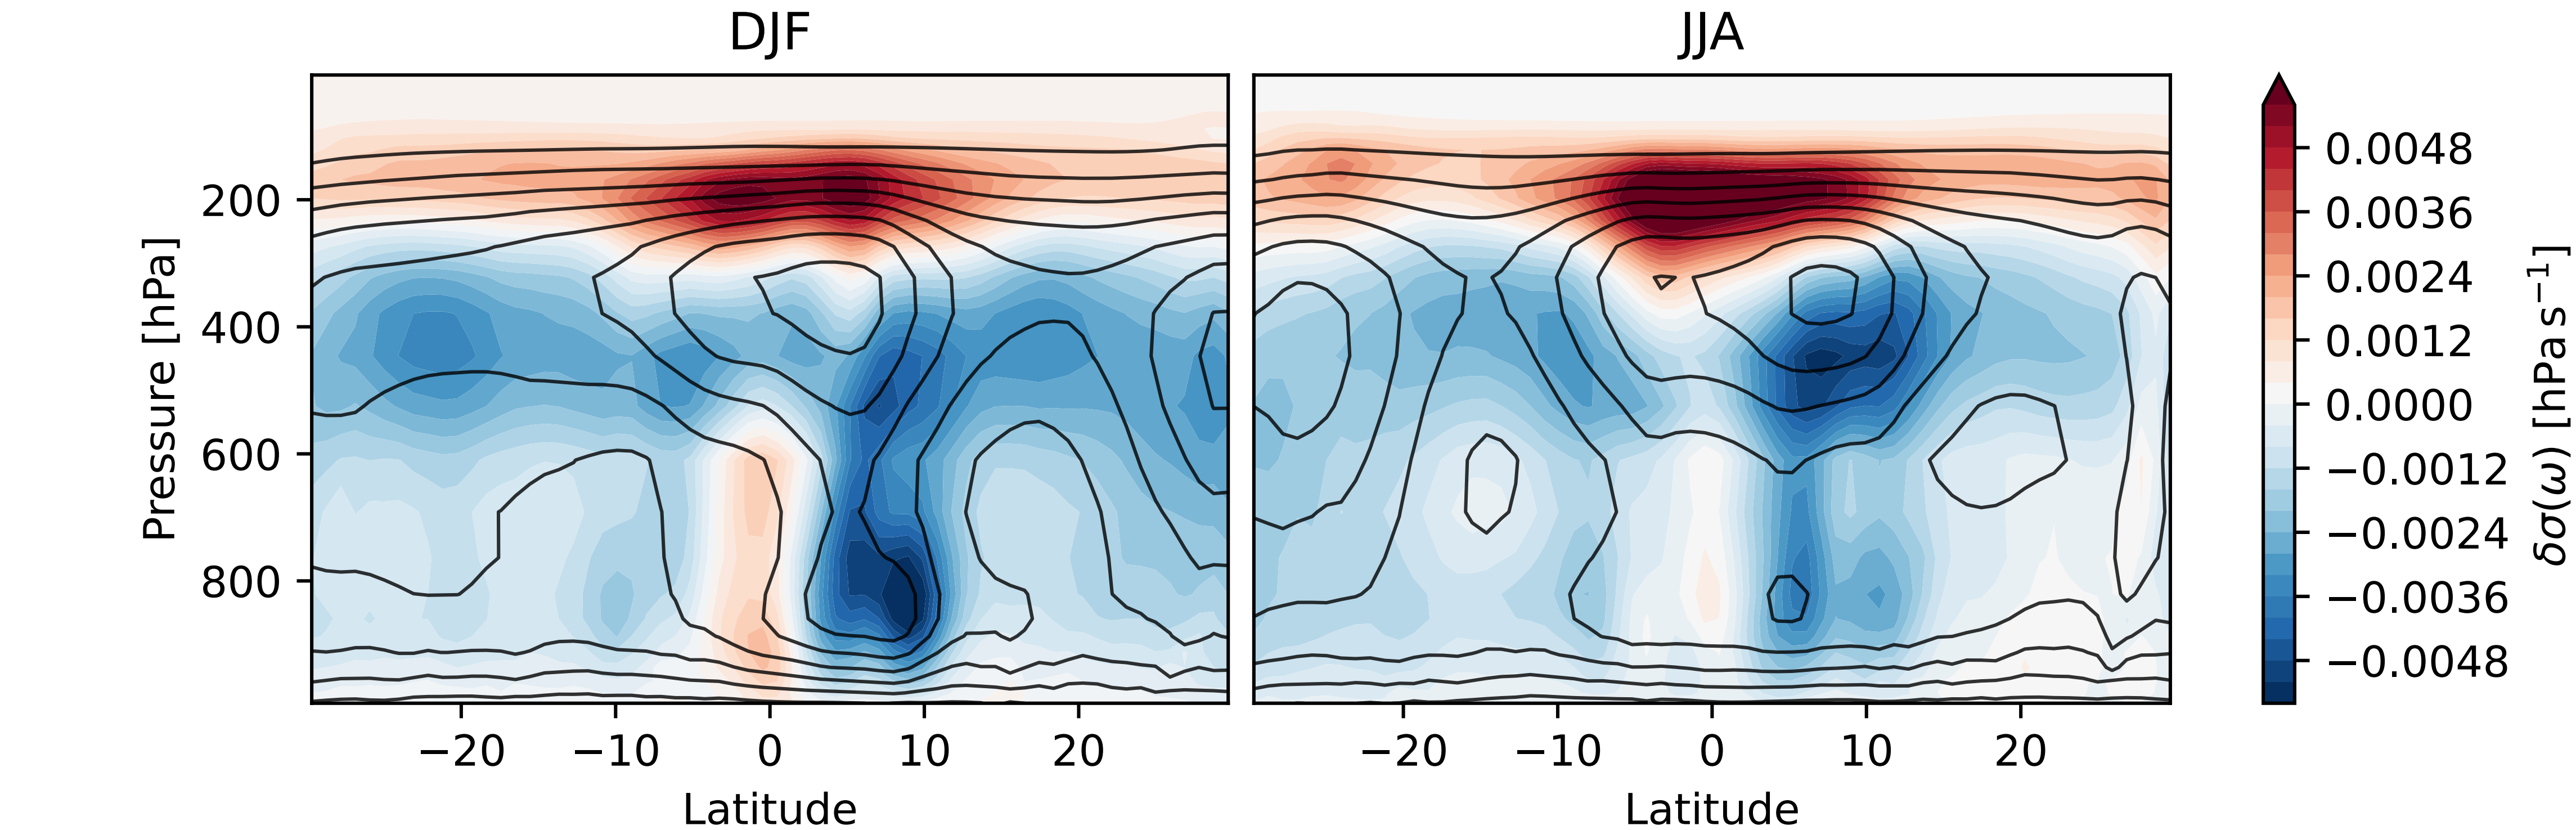 DJF
JJA
Pressure [hPa]
200
400
600
800
−20 −10 0 10 20
Latitude
−20 −10 0 10 20
Latitude
0.0048
0.0036
0.0024
0.0012
0.0000
−0.0012
−0.0024
−0.0036
−0.0048
δσ(ω) [hPa s⁻¹]